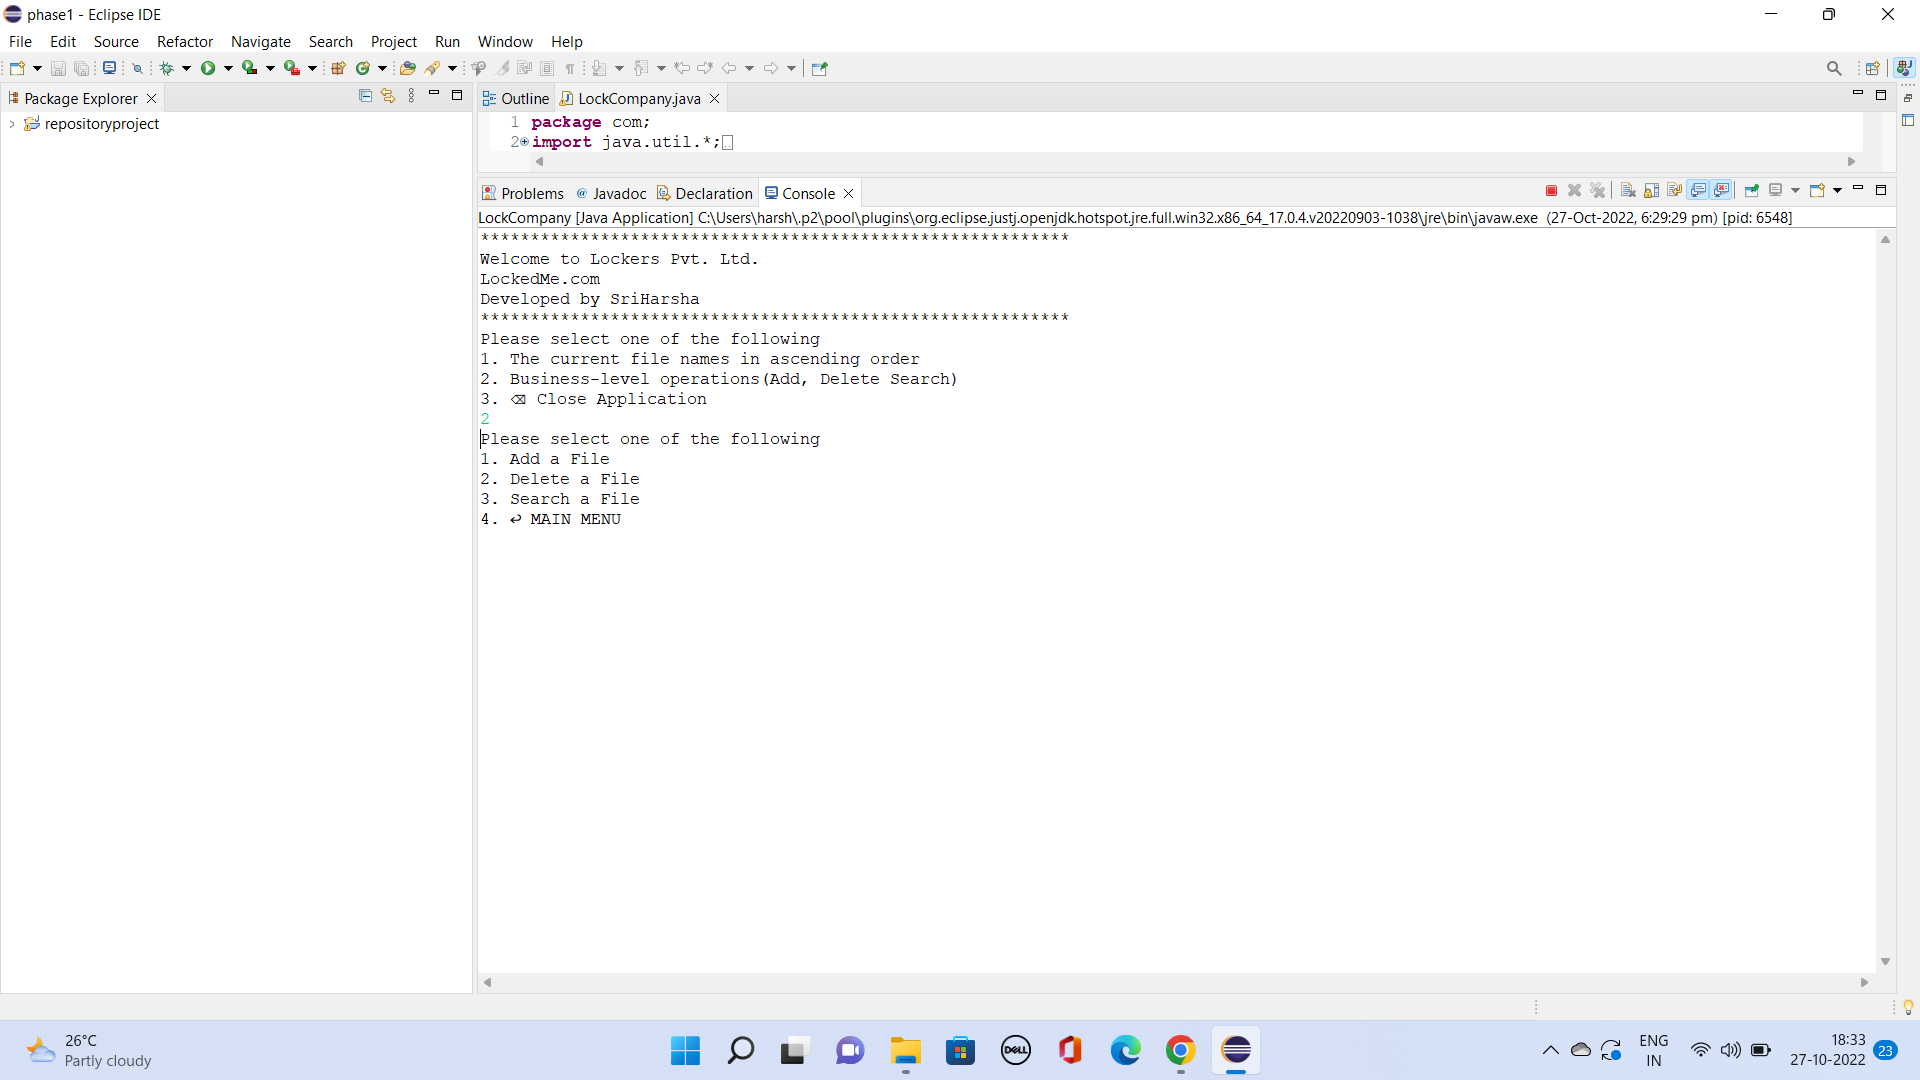 phase1 - Eclipse IDE
File Edit Source Refactor Navigate Search Project Run Window Help
Package Explorer
repositoryproject
Outline LockCompany.java
1 package com;
2 import java.util.*;
Problems Javadoc Declaration Console
LockCompany [Java Application] C:\Users\harsh\.p2\pool\plugins\org.eclipse.justj.openjdk.hotspot.jre.full.win32.x86_64_17.0.4.v20220903-1038\jre\bin\javaw.exe (27-Oct-2022, 6:29:29 pm) [pid: 6548]
***********************************************************
Welcome to Lockers Pvt. Ltd.
LockedMe.com
Developed by SriHarsha
***********************************************************
Please select one of the following
1. The current file names in ascending order
2. Business-level operations(Add, Delete Search)
3. ⌫ Close Application
2
Please select one of the following
1. Add a File
2. Delete a File
3. Search a File
4. ↩ MAIN MENU
26°C
Partly cloudy
DELL
ENG
IN
18:33
27-10-2022
23